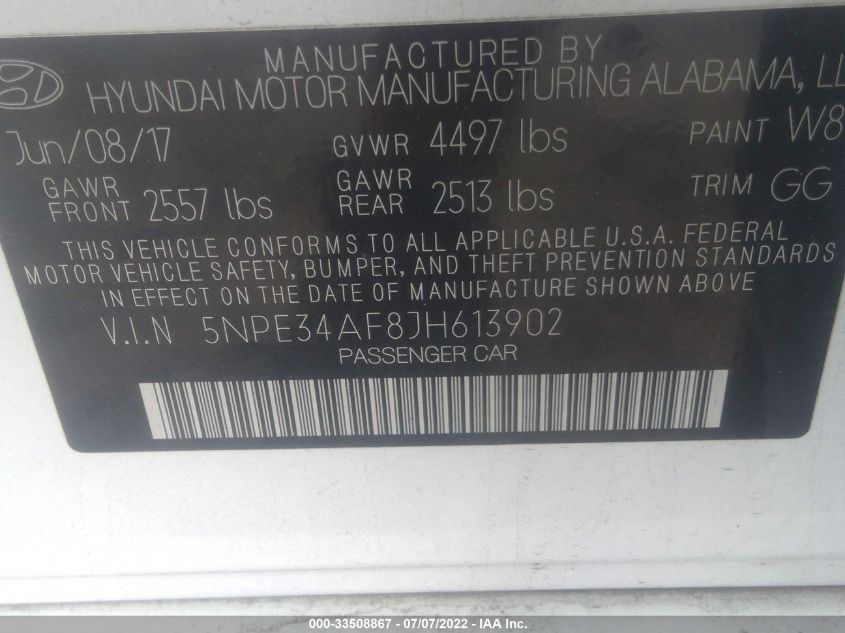 MANUFACTURED BY
HYUNDAI MOTOR MANUFACTURING ALABAMA, LL
Jun/08/17 GVWR 4497 lbs PAINT W8
GAWR FRONT 2557 lbs GAWR REAR 2513 lbs TRIM GG
THIS VEHICLE CONFORMS TO ALL APPLICABLE U.S.A. FEDERAL
MOTOR VEHICLE SAFETY, BUMPER, AND THEFT PREVENTION STANDARDS
IN EFFECT ON THE DATE OF MANUFACTURE SHOWN ABOVE
V.I.N 5NPE34AF8JH613902
PASSENGER CAR
000-33508867 - 07/07/2022 - IAA Inc.